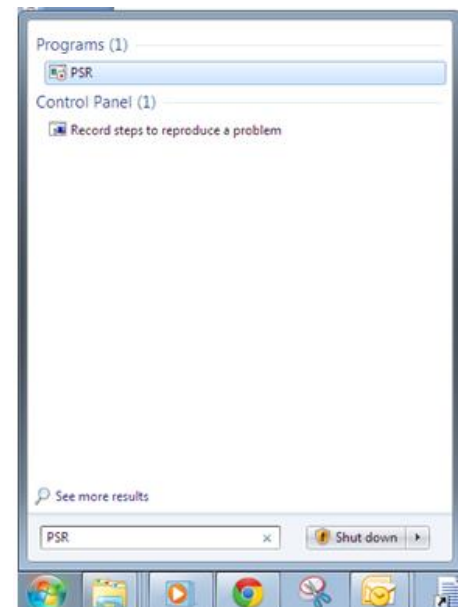 Programs (1)
PSR
Control Panel (1)
Record steps to reproduce a problem
See more results
PSR
Shut down